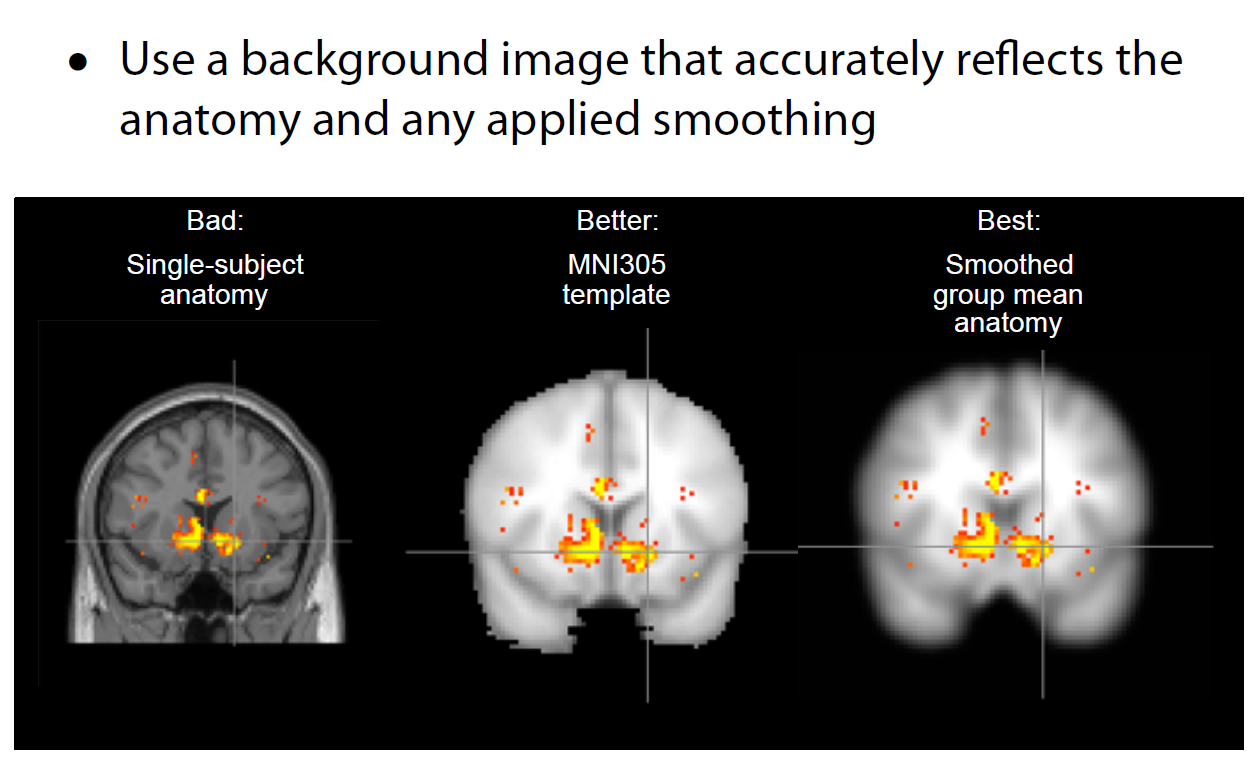 • Use a background image that accurately reflects the
anatomy and any applied smoothing
Bad:
Single-subject
anatomy
Better:
MNI305
template
Best:
Smoothed
group mean
anatomy